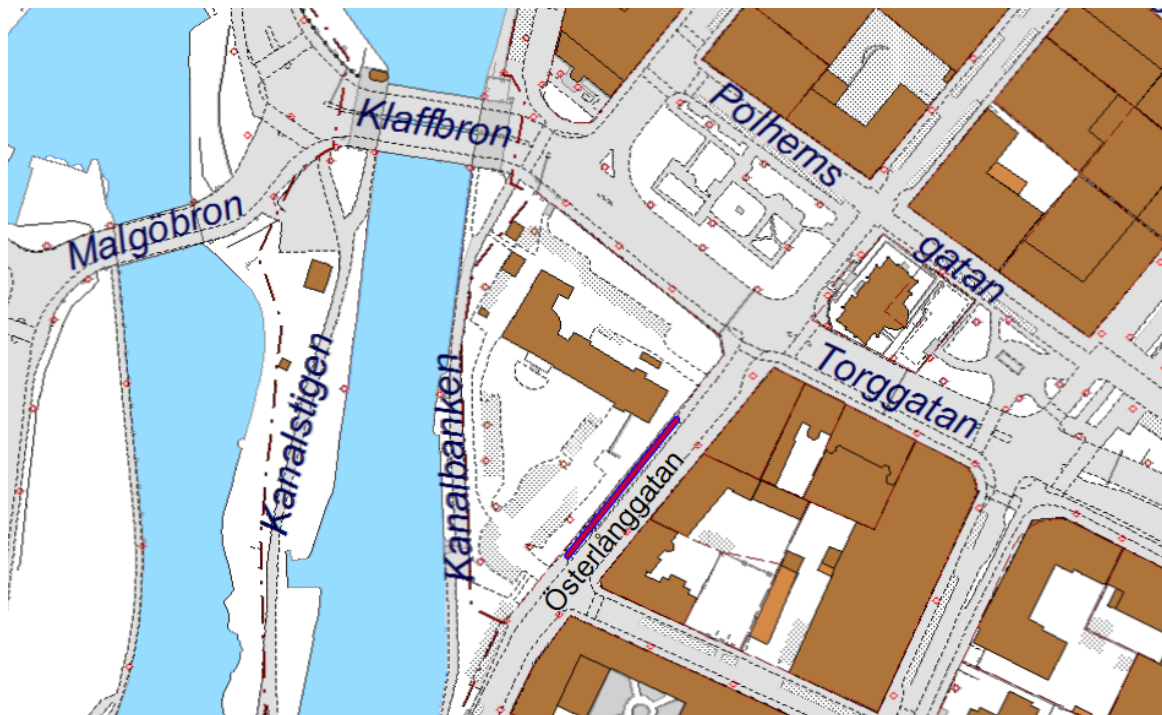 Klaffbron
Polhems
gatan
Malgöbron
Kanalstigen
Kanalbanken
Torggatan
Österlånggatan